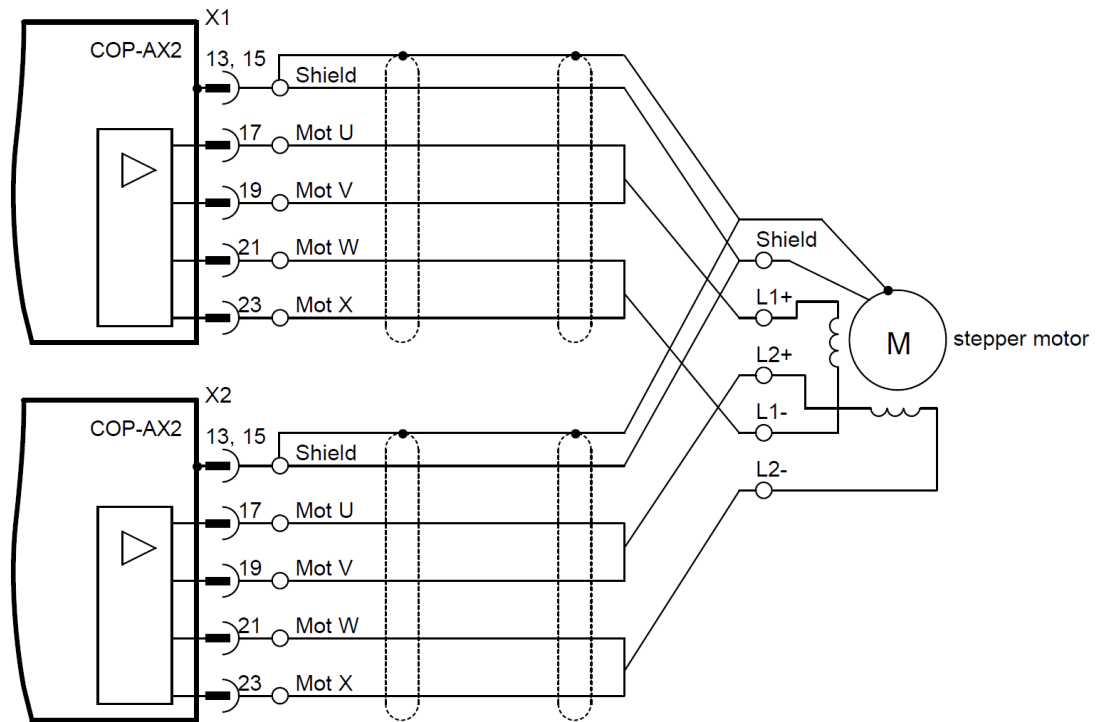 X1
COP-AX2
13, 15
Shield
17
Mot U
19
Mot V
21
Mot W
23
Mot X
Shield
L1+
L2+
L1-
L2-
M
stepper motor
X2
COP-AX2
13, 15
Shield
17
Mot U
19
Mot V
21
Mot W
23
Mot X